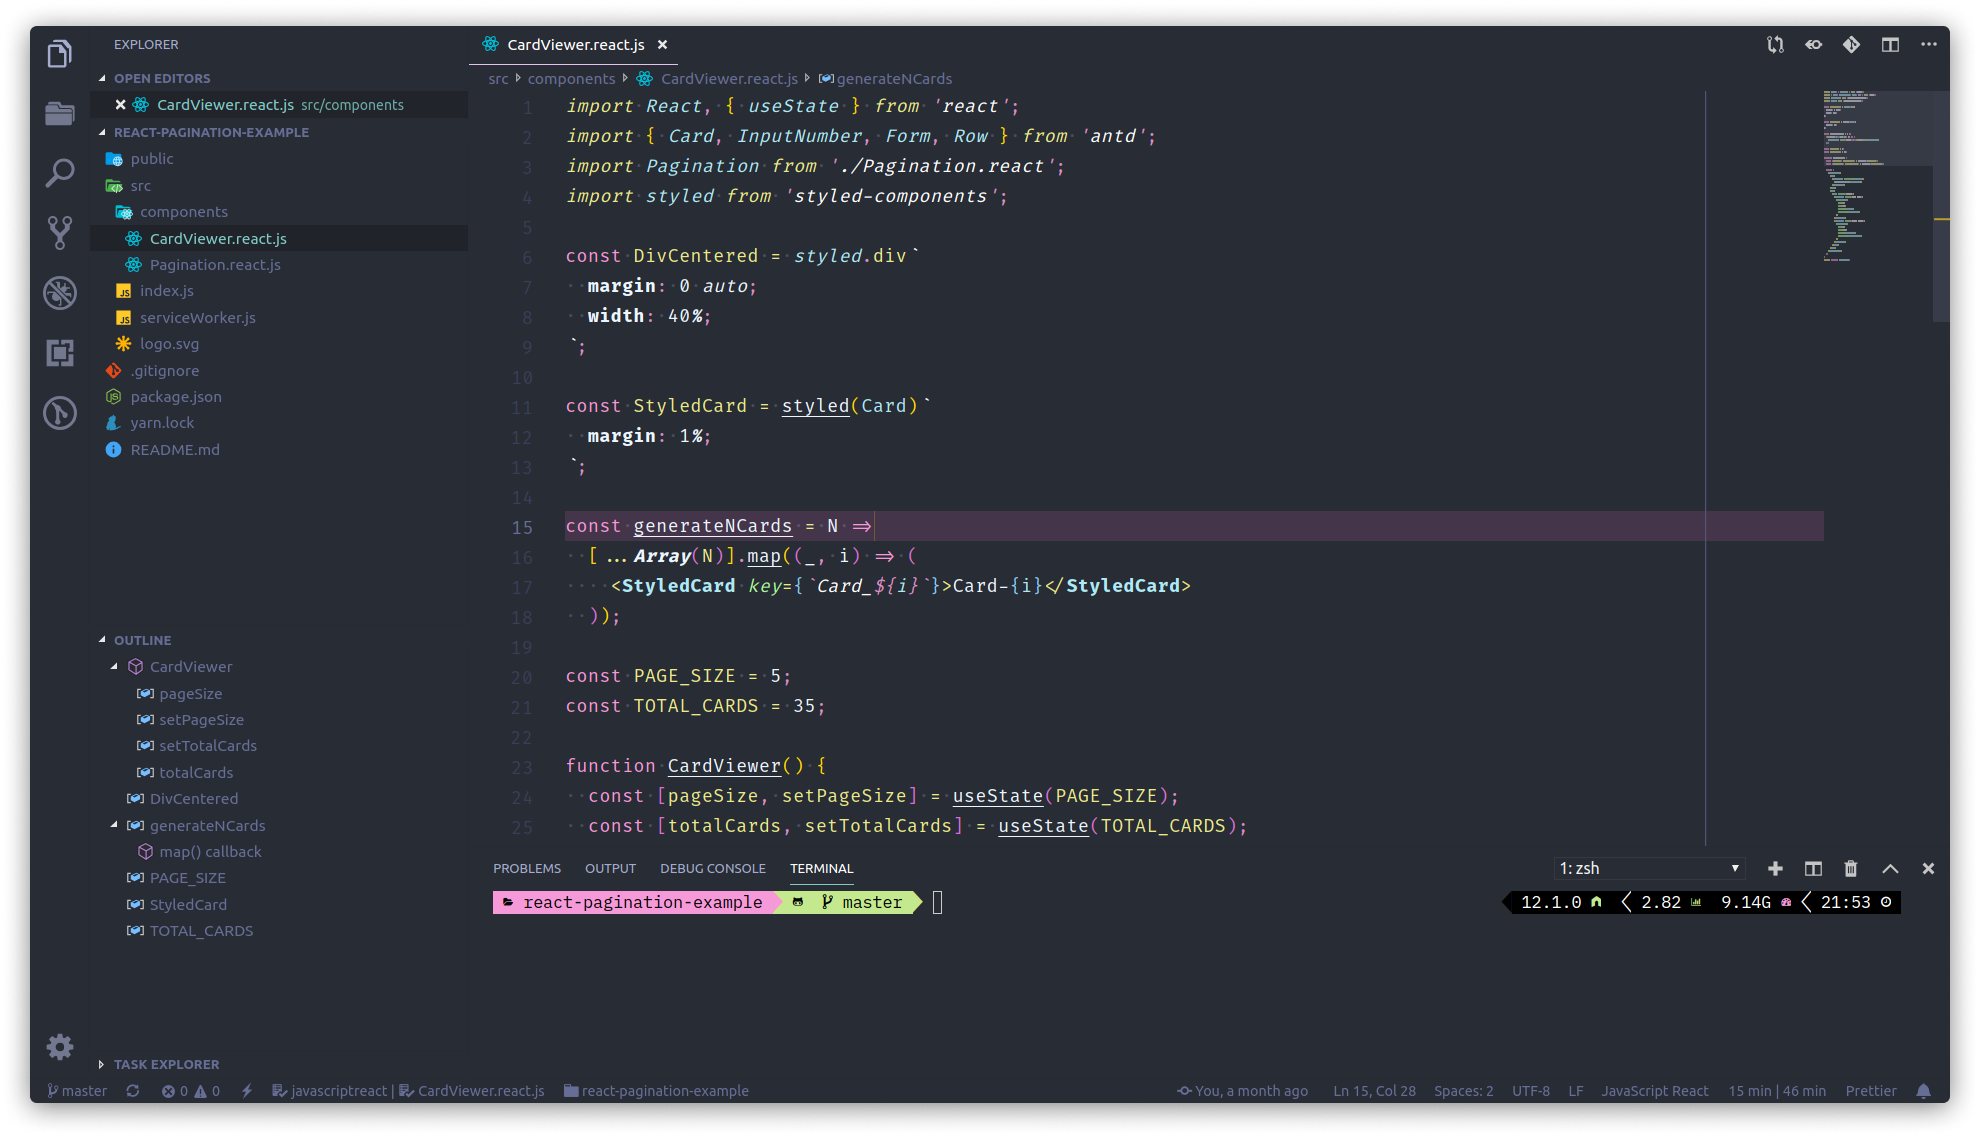 EXPLORER
OPEN EDITORS
CardViewer.react.js src/components
REACT-PAGINATION-EXAMPLE
public
src
components
CardViewer.react.js
Pagination.react.js
index.js
serviceWorker.js
logo.svg
.gitignore
package.json
yarn.lock
README.md
OUTLINE
CardViewer
pageSize
setPageSize
setTotalCards
totalCards
DivCentered
generateNCards
map() callback
PAGE_SIZE
StyledCard
TOTAL_CARDS
TASK EXPLORER
CardViewer.react.js
src components CardViewer.react.js generateNCards
1 import React, { useState } from 'react';
2 import { Card, InputNumber, Form, Row } from 'antd';
3 import Pagination from './Pagination.react';
4 import styled from 'styled-components';
5
6 const DivCentered = styled.div`
7   margin: 0 auto;
8   width: 40%;
9 `;
10
11 const StyledCard = styled(Card)`
12   margin: 1%;
13 `;
14
15 const generateNCards = N =>
16   [...Array(N)].map((_, i) => (
17     <StyledCard key={`Card_${i}`}>Card-{i}</StyledCard>
18   ));
19
20 const PAGE_SIZE = 5;
21 const TOTAL_CARDS = 35;
22
23 function CardViewer() {
24   const [pageSize, setPageSize] = useState(PAGE_SIZE);
25   const [totalCards, setTotalCards] = useState(TOTAL_CARDS);
PROBLEMS OUTPUT DEBUG CONSOLE TERMINAL 1: zsh
react-pagination-example master 12.1.0 2.82 9.14G 21:53
master 0 0 javascriptreact | CardViewer.react.js react-pagination-example You, a month ago Ln 15, Col 28 Spaces: 2 UTF-8 LF JavaScript React 15 min | 46 min Prettier